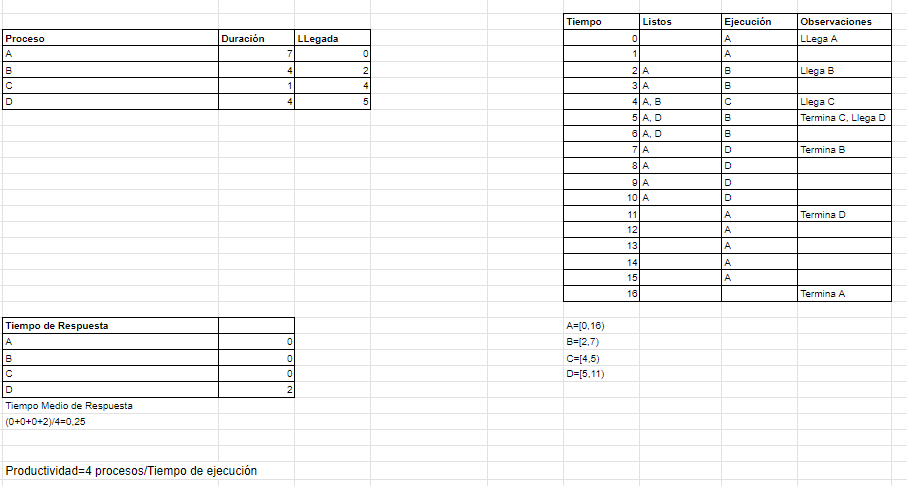 Proceso Duración LLegada
A 7 0
B 4 2
C 1 4
D 4 5
Tiempo Listos Ejecución Observaciones
0 A LLega A
1 A
2 A B Llega B
3 A B
4 A, B C Llega C
5 A, D B Termina C, Llega D
6 A, D B
7 A D Termina B
8 A D
9 A D
10 A D
11 A Termina D
12 A
13 A
14 A
15 A
16 Termina A
A=[0,16)
B=[2,7)
C=[4,5)
D=[5,11)
Tiempo de Respuesta
A 0
B 0
C 0
D 2
Tiempo Medio de Respuesta
(0+0+0+2)/4=0,25
Productividad=4 procesos/Tiempo de ejecución